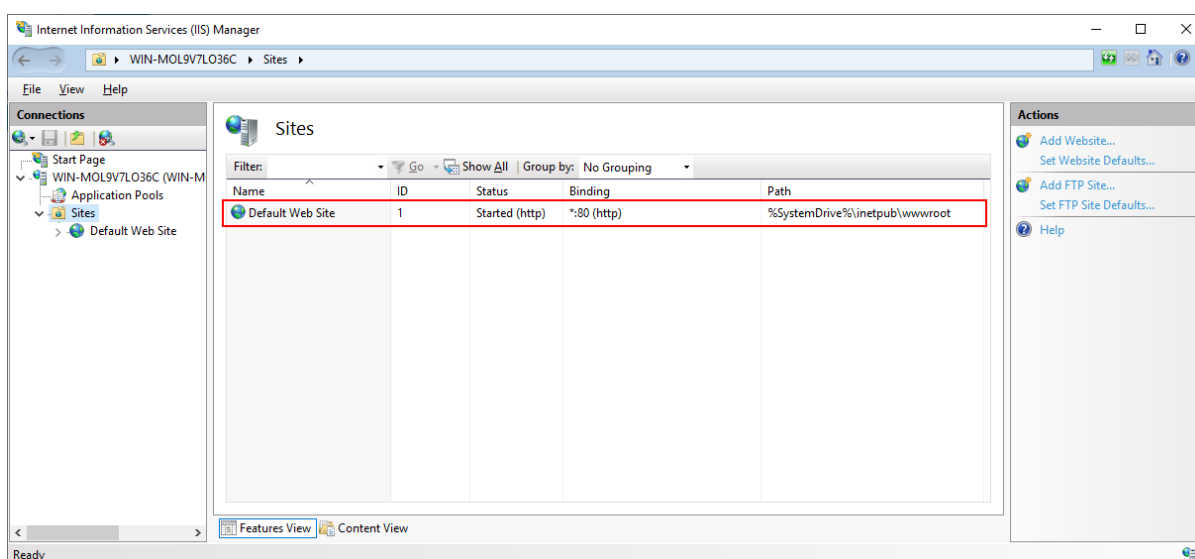 Internet Information Services (IIS) Manager
WIN-MOL9V7LO36C Sites
File View Help
Connections
Start Page
WIN-MOL9V7LO36C (WIN-M
Application Pools
Sites
Default Web Site
Sites
Filter: Go Show All Group by: No Grouping
Name ID Status Binding Path
Default Web Site 1 Started (http) *:80 (http) %SystemDrive%\inetpub\wwwroot
Features View Content View
Actions
Add Website...
Set Website Defaults...
Add FTP Site...
Set FTP Site Defaults...
Help
Ready